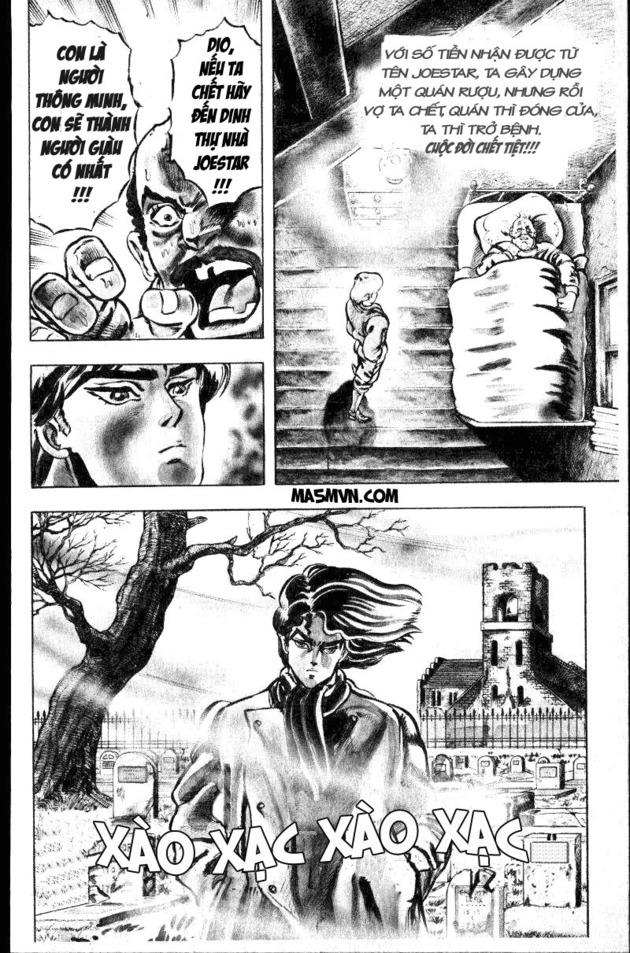 VỚI SỐ TIỀN NHẬN ĐƯỢC TỪ
TÊN JOESTAR, TA GÂY DỰNG
MỘT QUÁN RƯỢU, NHƯNG RỒI
VỢ TA CHẾT, QUÁN THÌ ĐÓNG CỬA,
TA THÌ TRỞ BỆNH.
CUỘC ĐỜI CHẾT TIỆT!!!
DIO,
NẾU TA
CHẾT HÃY
ĐẾN DINH
THỰ NHÀ
JOESTAR
!!!
CON LÀ
NGƯỜI
THÔNG MINH,
CON SẼ THÀNH
NGƯỜI GIÀU
CÓ NHẤT
!!!
MASMVN.COM
XÀO XẠC XÀO XẠC